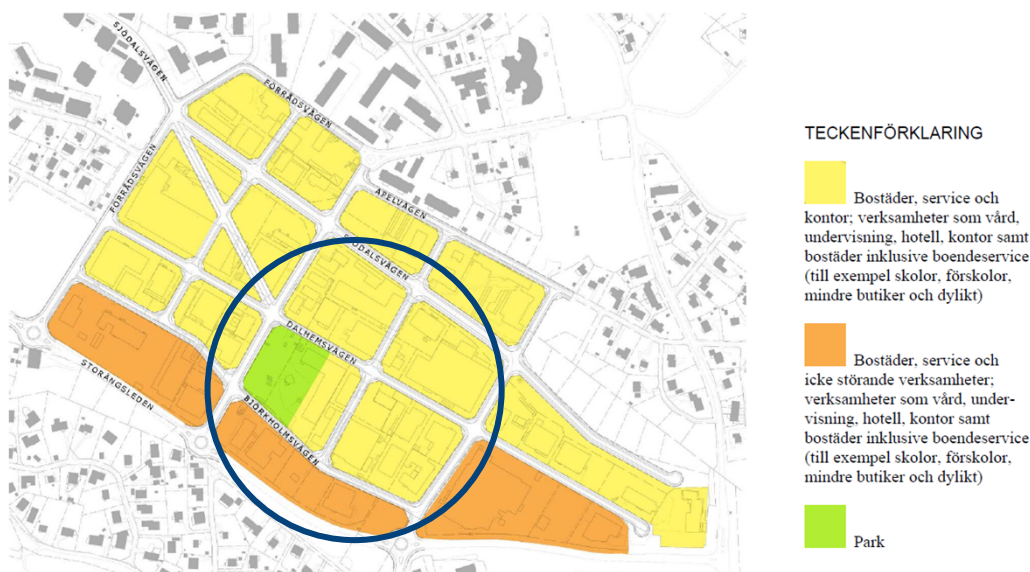 SJÖDALSVÄGEN
FÖRRÅDSVÄGEN
FÖRRÅDSVÄGEN
APELVÄGEN
SJÖDALSVÄGEN
DALHEMSVÄGEN
STORÄNGSLEDEN
BJÖRKHOLMSVÄGEN
TECKENFÖRKLARING
Bostäder, service och
kontor; verksamheter som vård,
undervisning, hotell, kontor samt
bostäder inklusive boendeservice
(till exempel skolor, förskolor,
mindre butiker och dylikt)
Bostäder, service och
icke störande verksamheter;
verksamheter som vård, under-
visning, hotell, kontor samt
bostäder inklusive boendeservice
(till exempel skolor, förskolor,
mindre butiker och dylikt)
Park